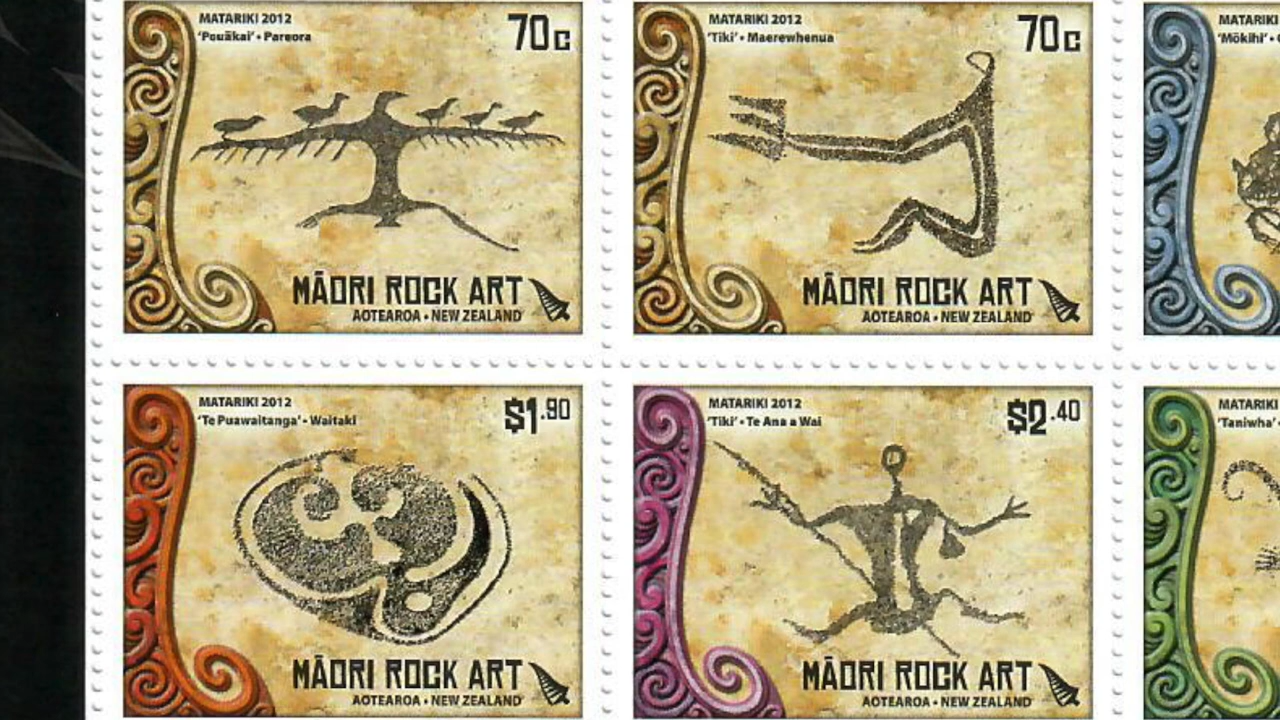 MATARIKI 2012
'Pouākai' • Pareora
70c
MĀORI ROCK ART
AOTEAROA • NEW ZEALAND
MATARIKI 2012
'Tiki' • Maerewhenua
70c
MĀORI ROCK ART
AOTEAROA • NEW ZEALAND
MATARIKI
'Mōkihi' •
MATARIKI 2012
'Te Puawaitanga' • Waitaki
$1.90
MĀORI ROCK ART
AOTEAROA • NEW ZEALAND
MATARIKI 2012
'Tiki' • Te Ana a Wai
$2.40
MĀORI ROCK ART
AOTEAROA • NEW ZEALAND
MATARIKI
'Taniwha' •